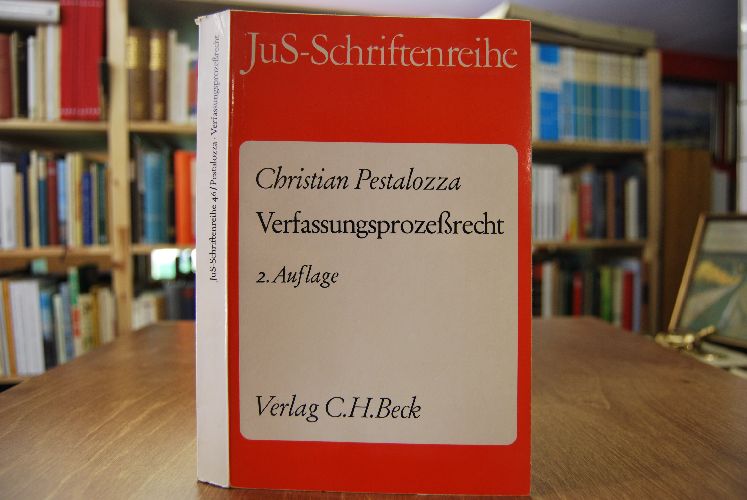 JuS-Schriftenreihe
Christian Pestalozza
Verfassungsprozeßrecht
2. Auflage
Verlag C.H.Beck
JuS-Schriftenreihe 46/Pestalozza · Verfassungsprozeßrecht